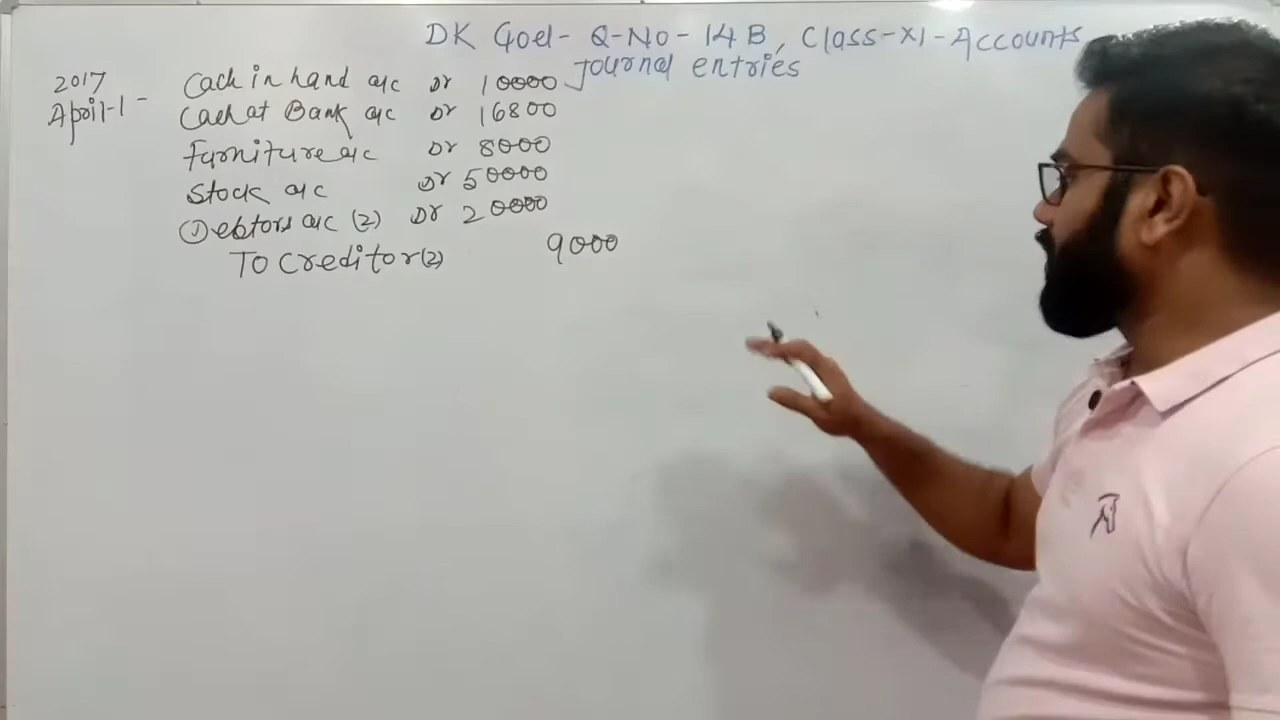 DK Goel- Q-No-14B, Class-XI-Accounts
Journal entries
2017
April-1- Cash in hand a/c Dr 10000
Cash at Bank a/c Dr 16800
Furniture a/c Dr 8000
Stock a/c Dr 50000
Debtors a/c (2) Dr 20000
To Creditor(2) 9000